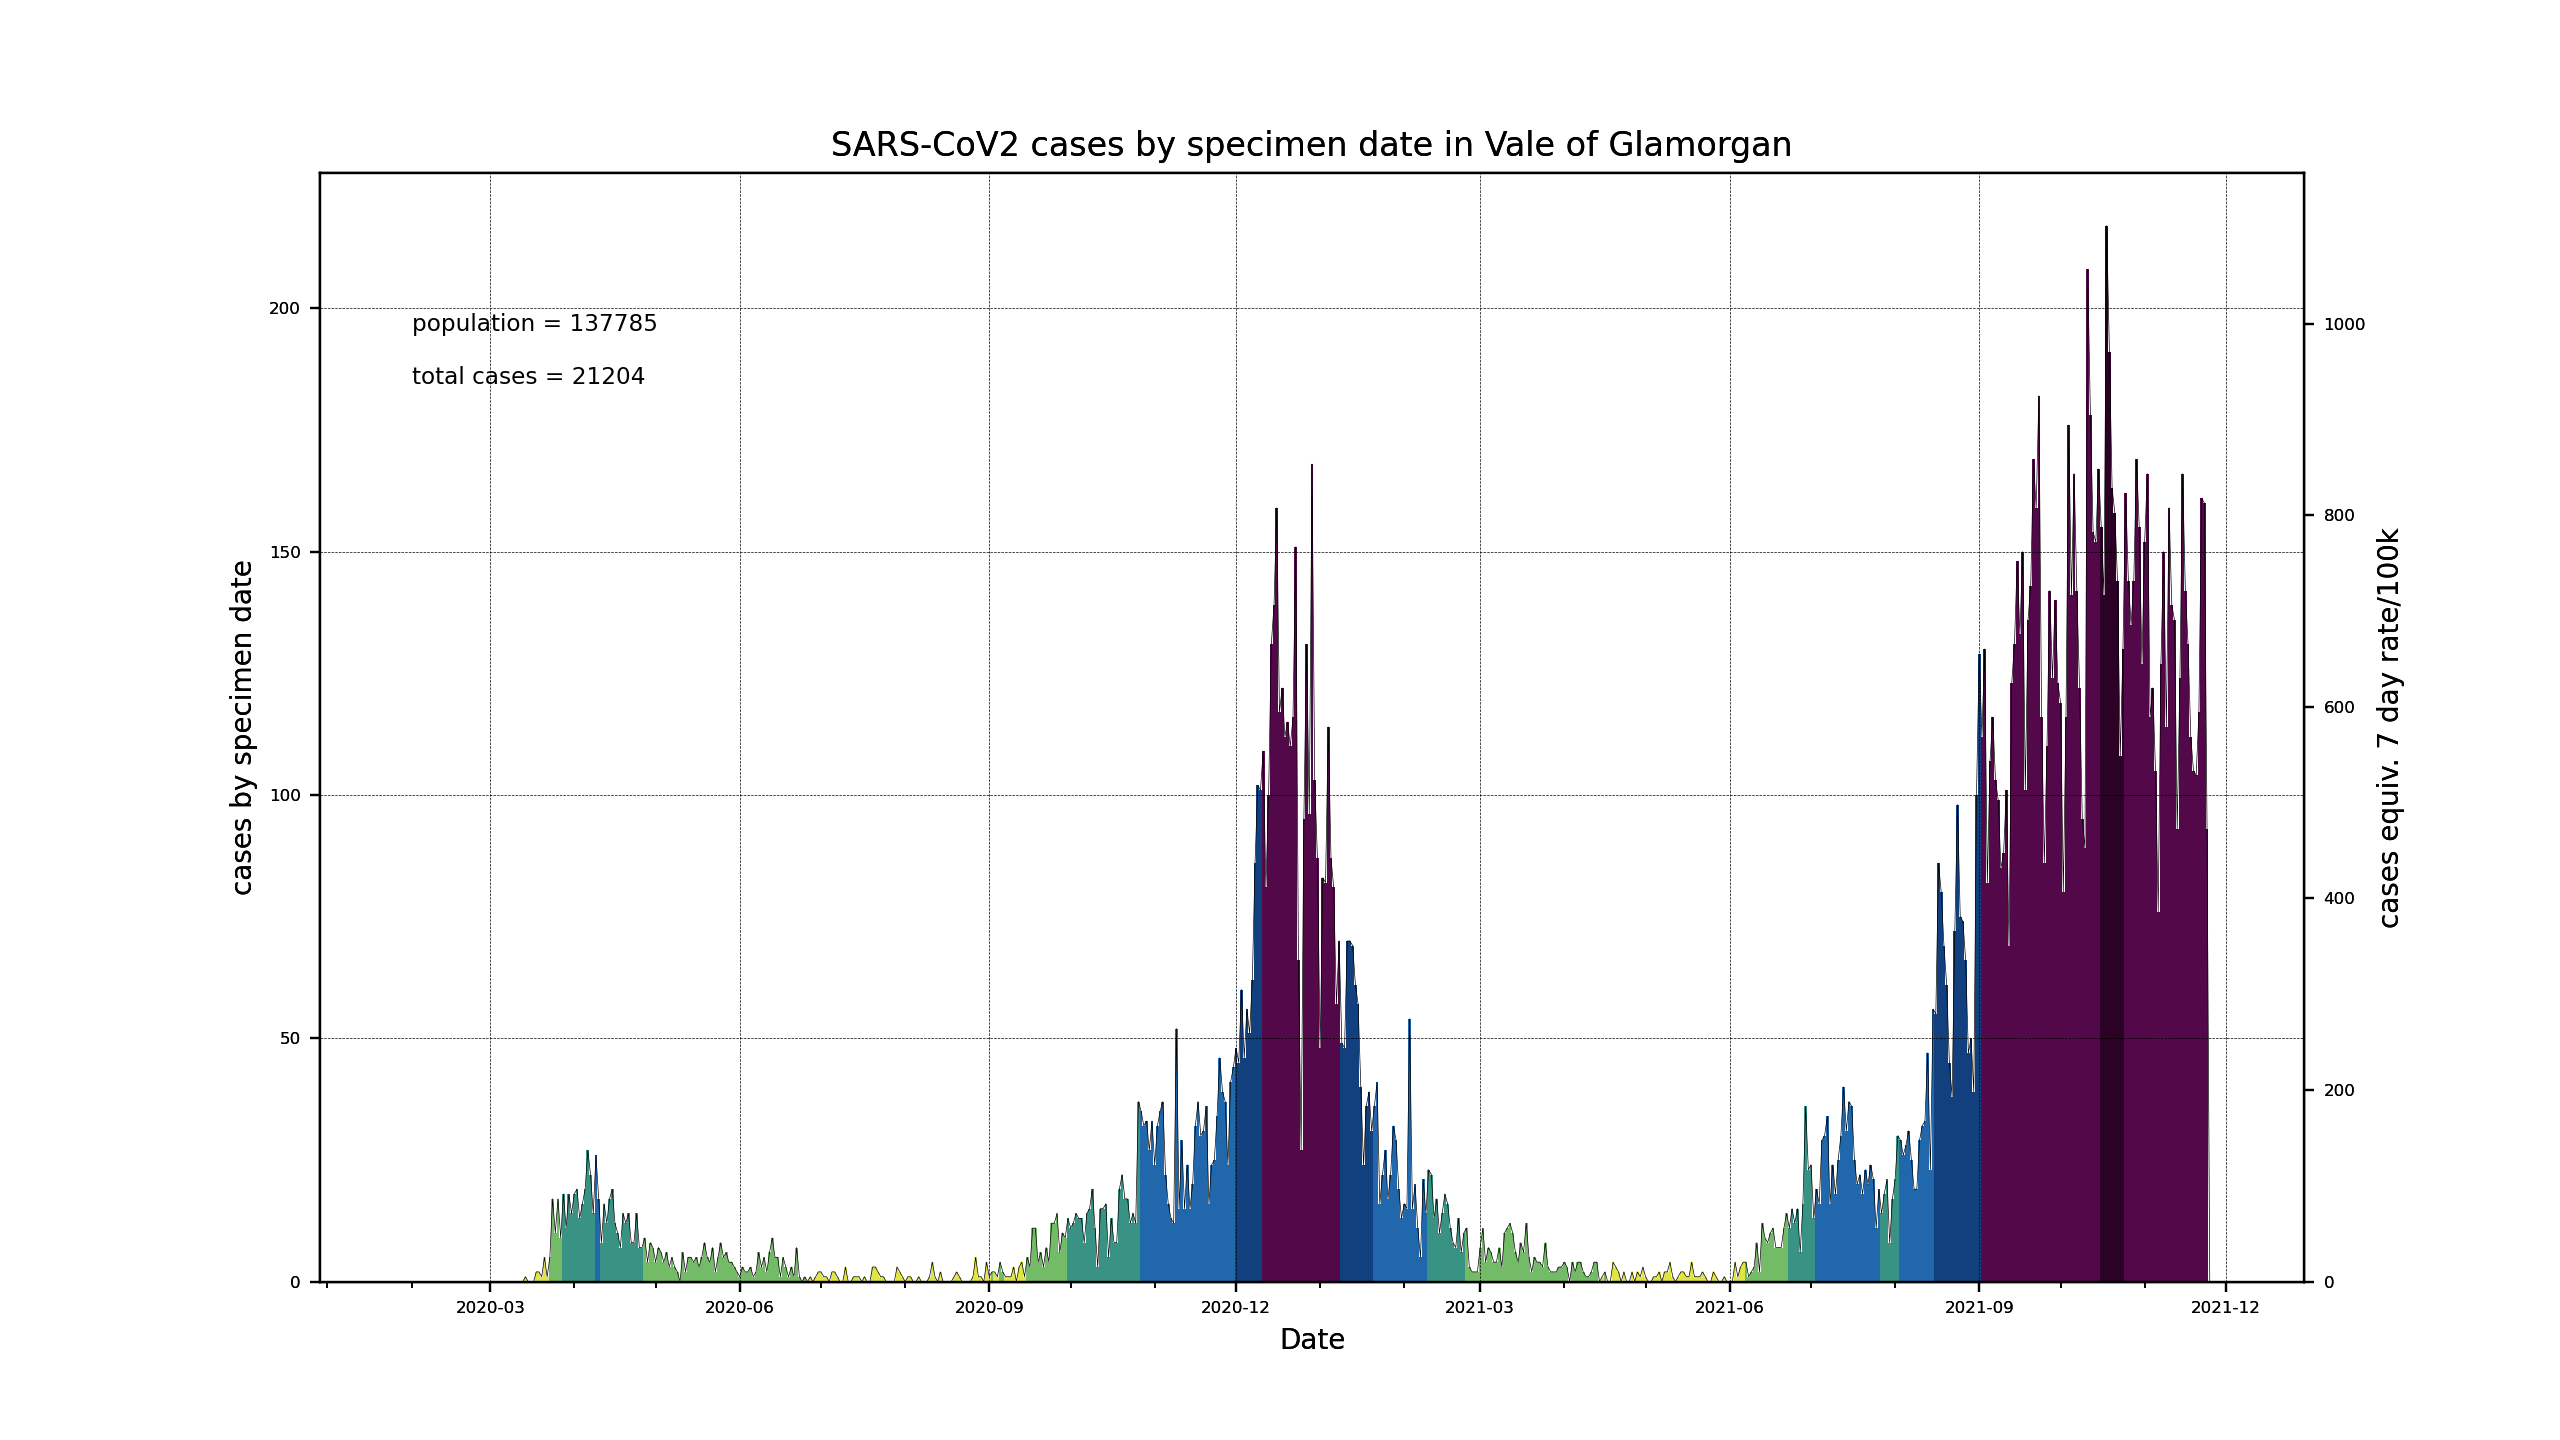 SARS-CoV2 cases by specimen date in Vale of Glamorgan
population = 137785
total cases = 21204
cases by specimen date
200
150
100
50
0
1000
800
600
400
200
0
cases equiv. 7 day rate/100k
2020-03 2020-06 2020-09 2020-12 2021-03 2021-06 2021-09 2021-12
Date